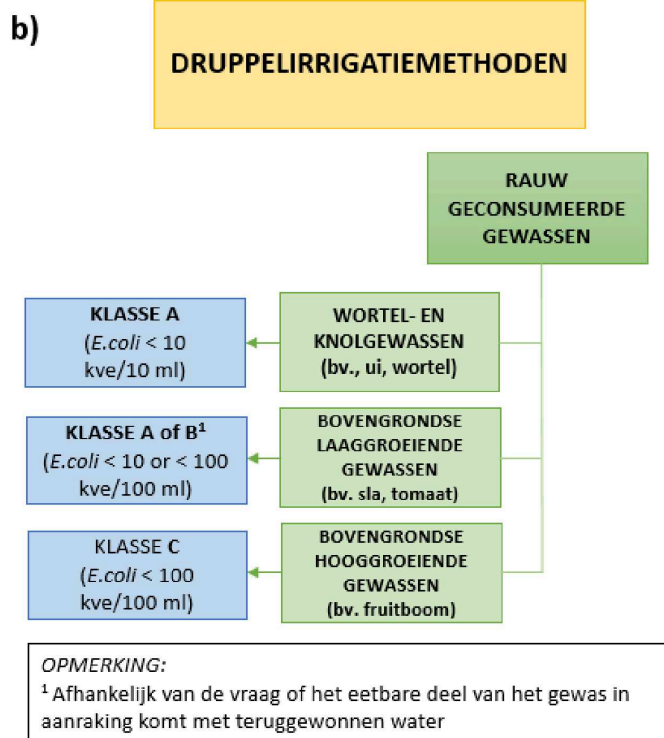 b)
DRUPPELIRRIGATIEMETHODEN
RAUW
GECONSUMEERDE
GEWASSEN
KLASSE A
(E.coli < 10
kve/10 ml)
WORTEL- EN
KNOLGEWASSEN
(bv., ui, wortel)
KLASSE A of B¹
(E.coli < 10 or < 100
kve/100 ml)
BOVENGRONDSE
LAAGGROEIENDE
GEWASSEN
(bv. sla, tomaat)
KLASSE C
(E.coli < 100
kve/100 ml)
BOVENGRONDSE
HOOGGROEIENDE
GEWASSEN
(bv. fruitboom)
OPMERKING:
¹ Afhankelijk van de vraag of het eetbare deel van het gewas in
aanraking komt met teruggewonnen water